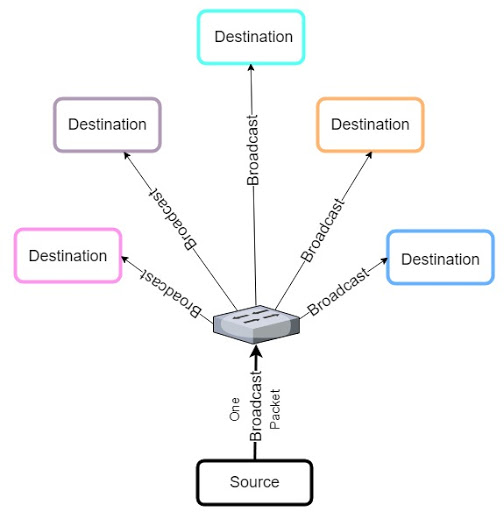 Destination
Destination
Destination
Broadcast
Broadcast
Broadcast
Destination
Destination
Broadcast
Broadcast
One
Broadcast
Packet
Source